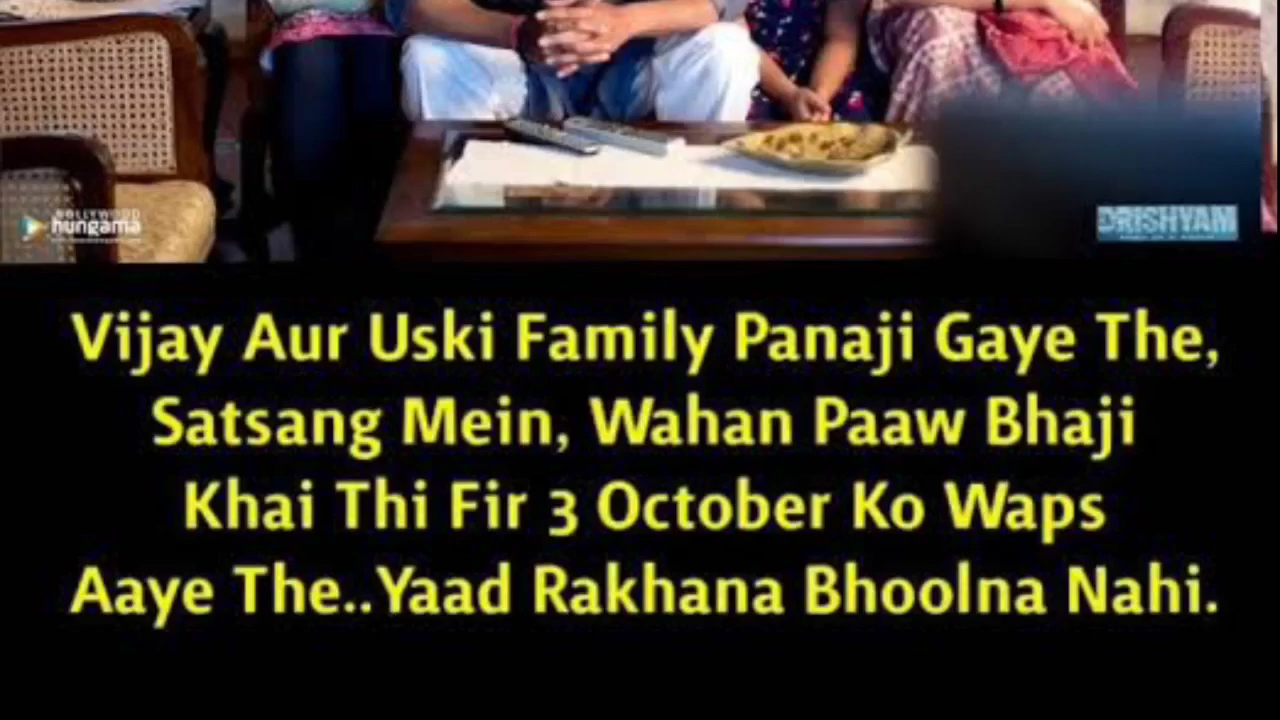 BOLLYWOOD
hungama
DRISHYAM
Vijay Aur Uski Family Panaji Gaye The,
Satsang Mein, Wahan Paaw Bhaji
Khai Thi Fir 3 October Ko Waps
Aaye The..Yaad Rakhana Bhoolna Nahi.